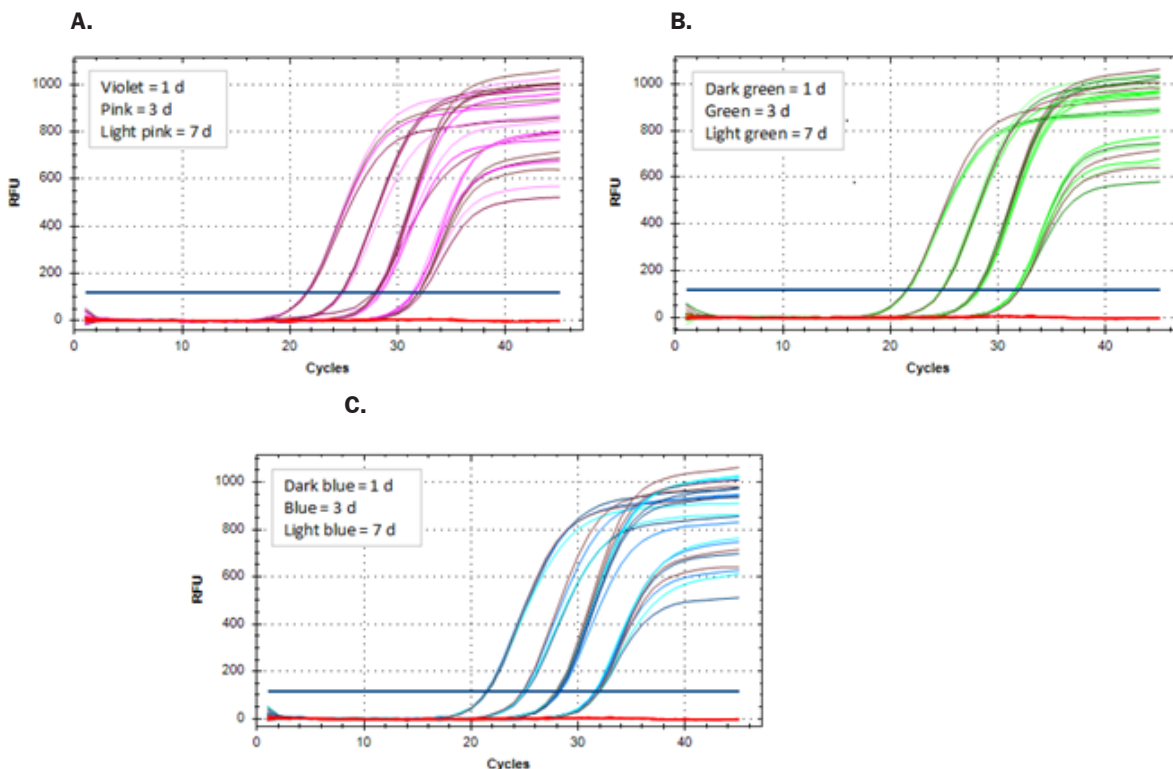 A.
Violet = 1 d
Pink = 3 d
Light pink = 7 d
RFU
1000
800
600
400
200
0
0
10
20
30
40
Cycles
B.
Dark green = 1 d
Green = 3 d
Light green = 7 d
RFU
1000
800
600
400
200
0
0
10
20
30
40
Cycles
C.
Dark blue = 1 d
Blue = 3 d
Light blue = 7 d
RFU
1000
800
600
400
200
0
0
10
20
30
40
Cycles